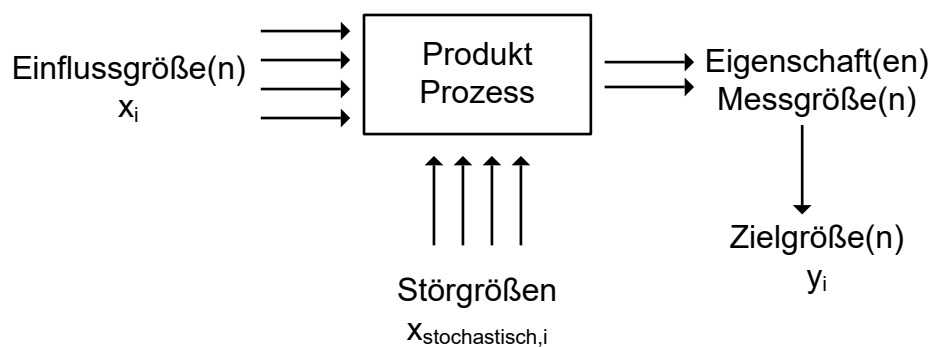 Einflussgröße(n)
xi
Produkt
Prozess
Eigenschaft(en)
Messgröße(n)
Zielgröße(n)
yi
Störgrößen
xstochastisch,i